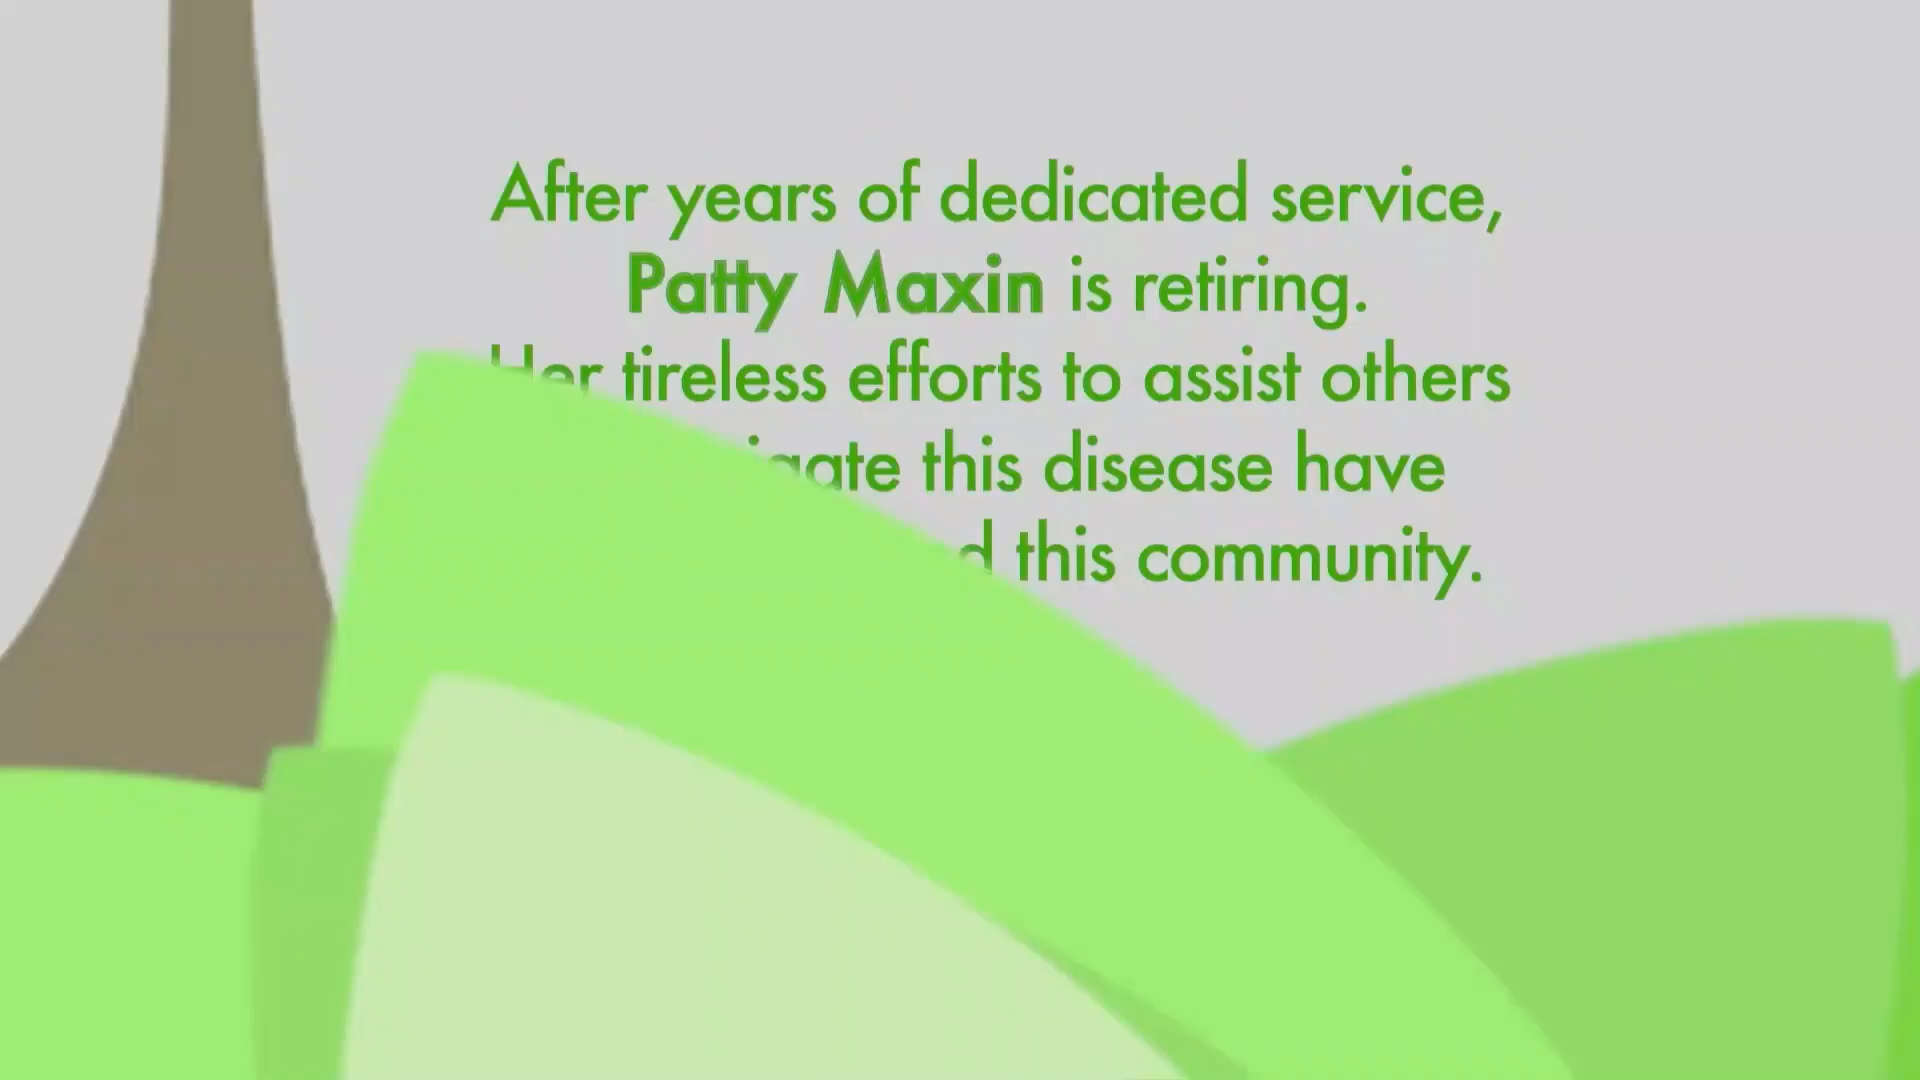 After years of dedicated service,
Patty Maxin is retiring.
Her tireless efforts to assist others
this disease have
this community.